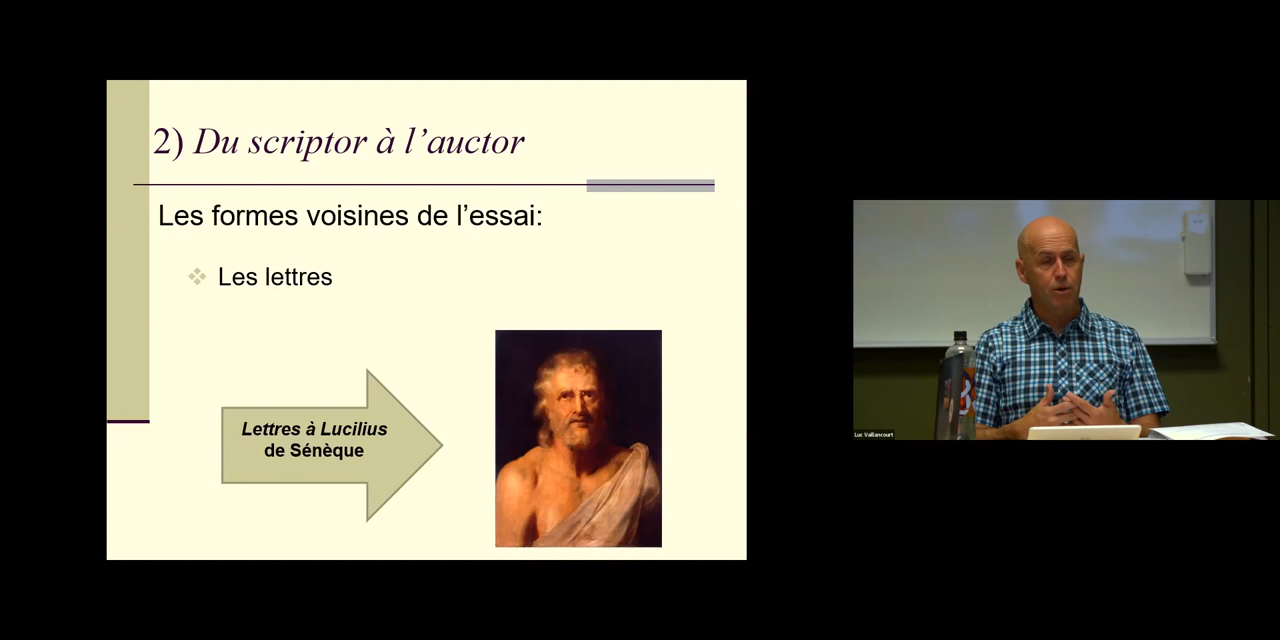 2) Du scriptor à l’auctor
Les formes voisines de l’essai:
Les lettres
Lettres à Lucilius
de Sénèque
Luc Vaillancourt